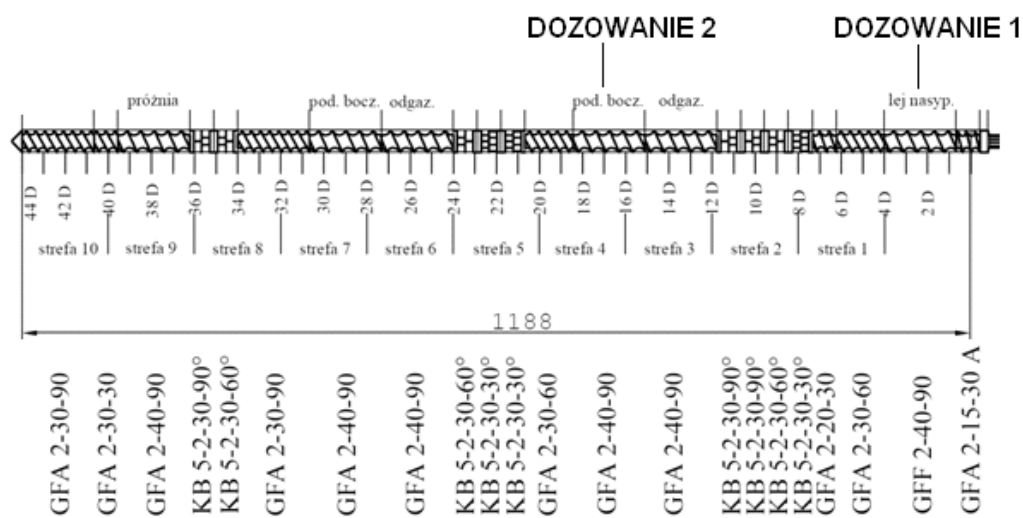 DOZOWANIE 2 DOZOWANIE 1
próżnia pod. bocz. odgaz. pod. bocz. odgaz. lej nasyp.
44 D 42 D 40 D 38 D 36 D 34 D 32 D 30 D 28 D 26 D 24 D 22 D 20 D 18 D 16 D 14 D 12 D 10 D 8 D 6 D 4 D 2 D
strefa 10 strefa 9 strefa 8 strefa 7 strefa 6 strefa 5 strefa 4 strefa 3 strefa 2 strefa 1
1188
GFA 2-30-90
GFA 2-30-30
GFA 2-40-90
KB 5-2-30-90°
KB 5-2-30-60°
GFA 2-30-90
GFA 2-40-90
GFA 2-40-90
KB 5-2-30-60°
KB 5-2-30-30°
KB 5-2-30-30°
GFA 2-30-60
GFA 2-40-90
GFA 2-40-90
KB 5-2-30-90°
KB 5-2-30-90°
KB 5-2-30-60°
KB 5-2-30-30°
GFA 2-20-30
GFA 2-30-60
GFF 2-40-90
GFA 2-15-30 A